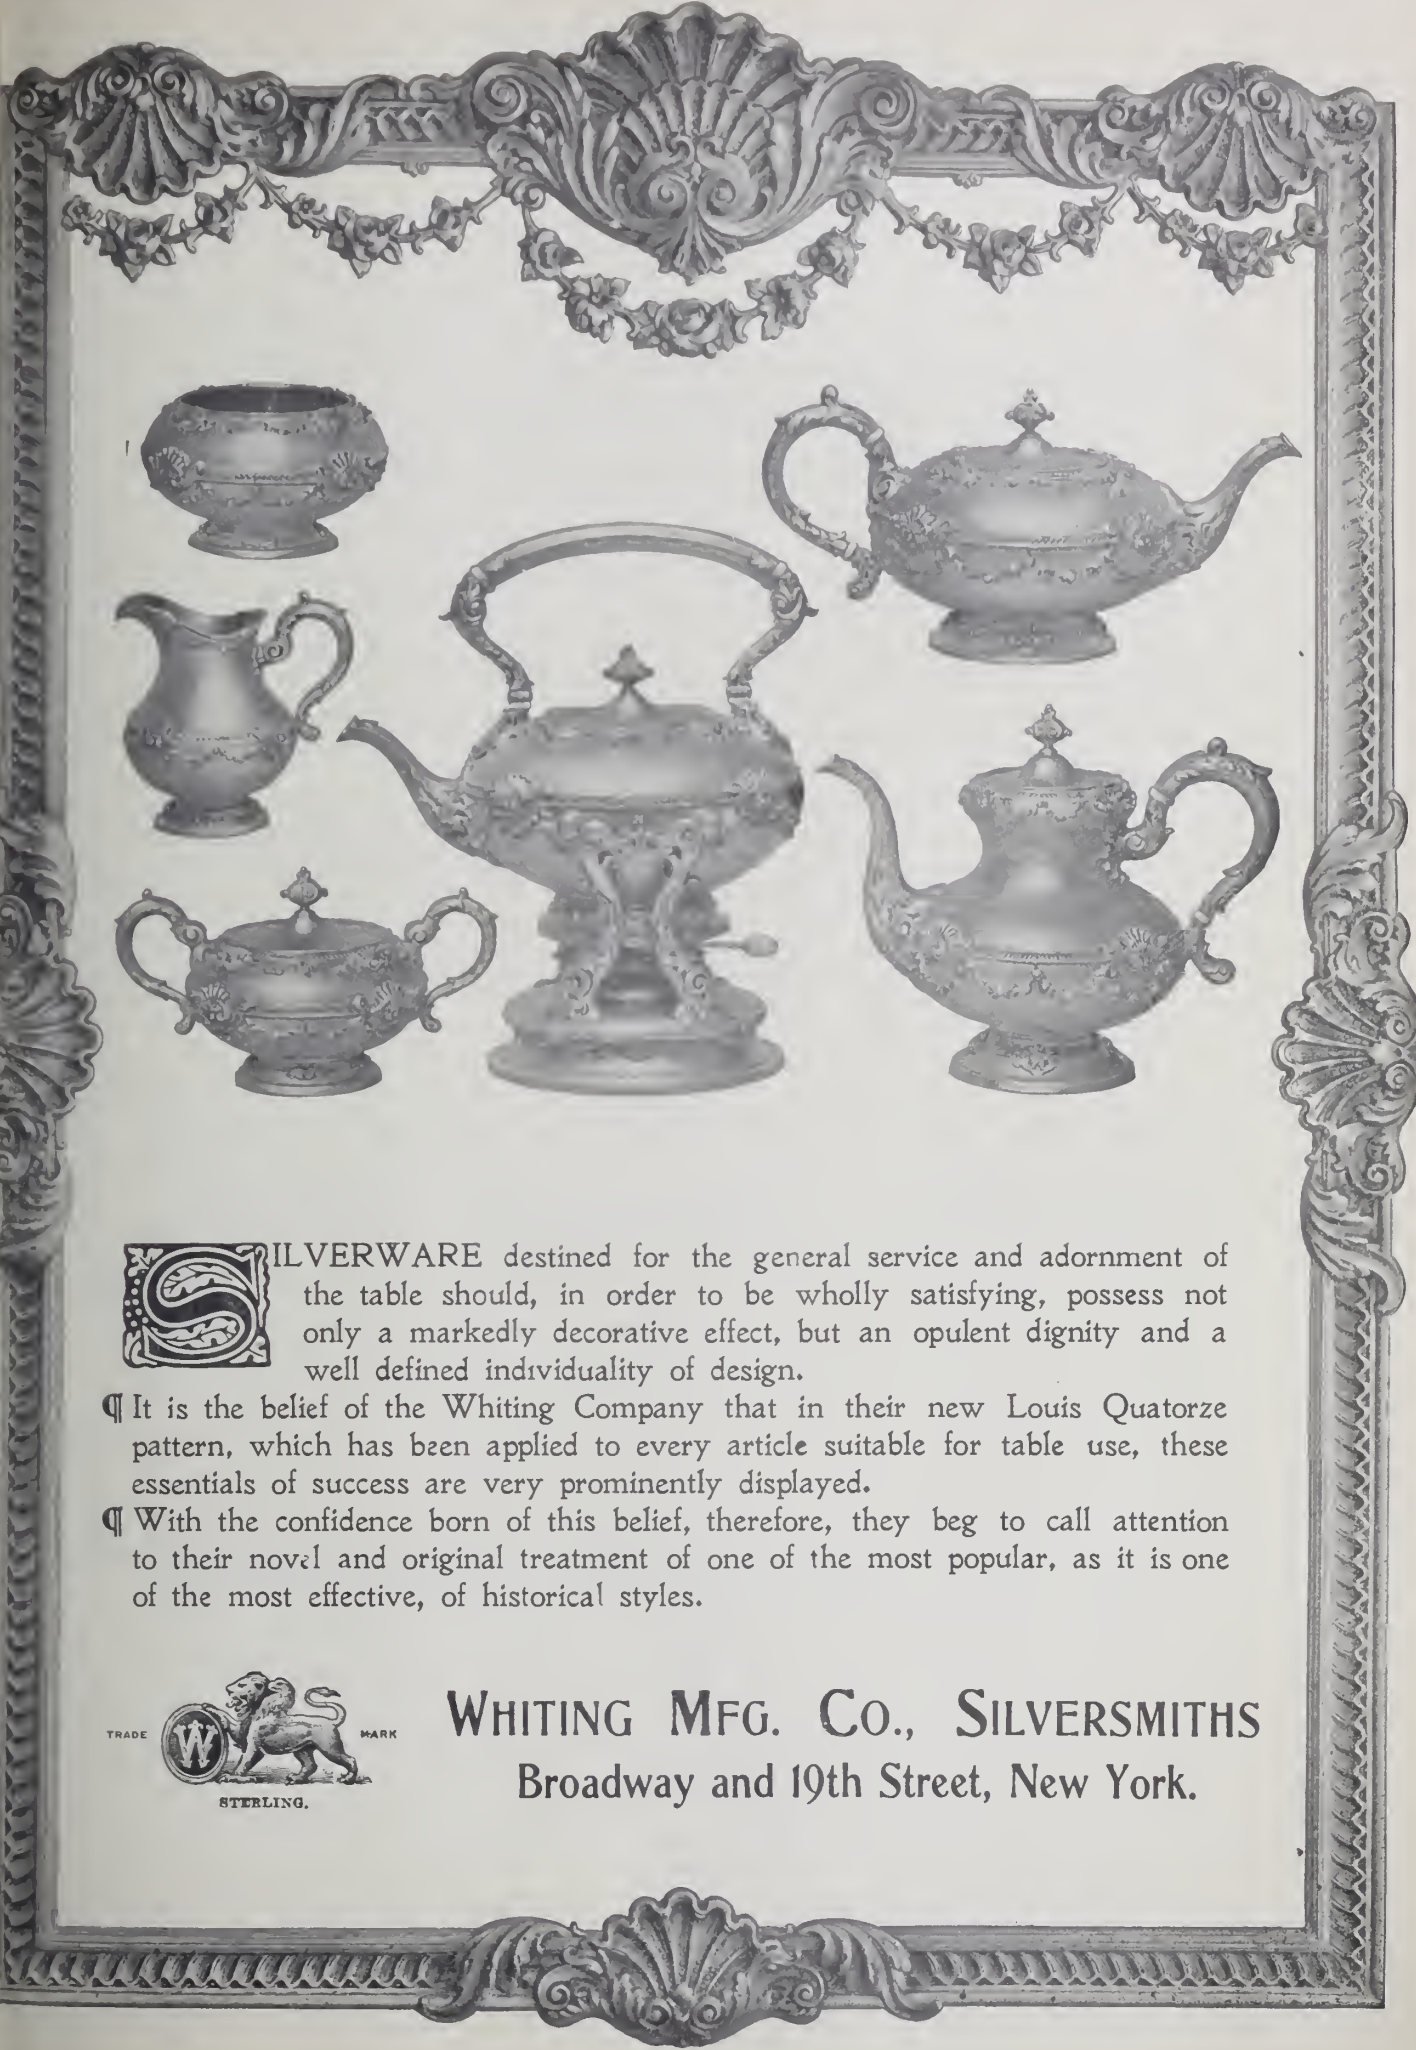 SILVERWARE destined for the general service and adornment of
the table should, in order to be wholly satisfying, possess not
only a markedly decorative effect, but an opulent dignity and a
well defined individuality of design.
¶ It is the belief of the Whiting Company that in their new Louis Quatorze
pattern, which has been applied to every article suitable for table use, these
essentials of success are very prominently displayed.
¶ With the confidence born of this belief, therefore, they beg to call attention
to their novel and original treatment of one of the most popular, as it is one
of the most effective, of historical styles.
TRADE W MARK
STERLING.
WHITING MFG. CO., SILVERSMITHS
Broadway and 19th Street, New York.